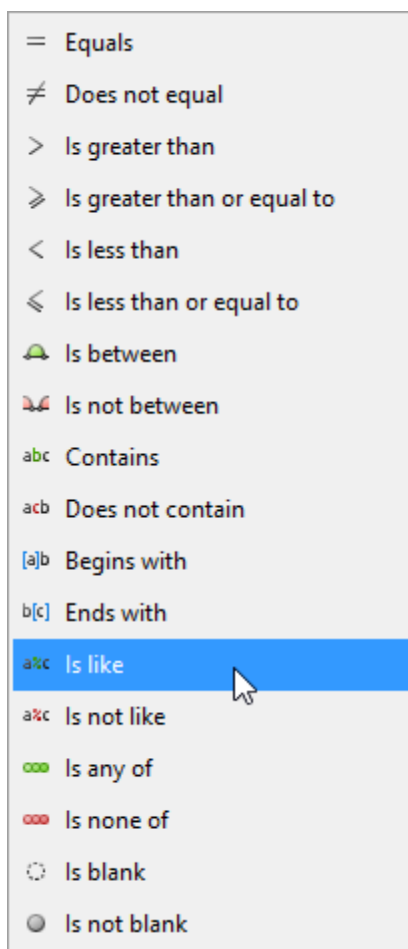 = Equals
≠ Does not equal
> Is greater than
⩾ Is greater than or equal to
< Is less than
⩽ Is less than or equal to
Is between
Is not between
abc Contains
acb Does not contain
[a]b Begins with
b[c] Ends with
a%c Is like
a%c Is not like
Is any of
Is none of
Is blank
Is not blank